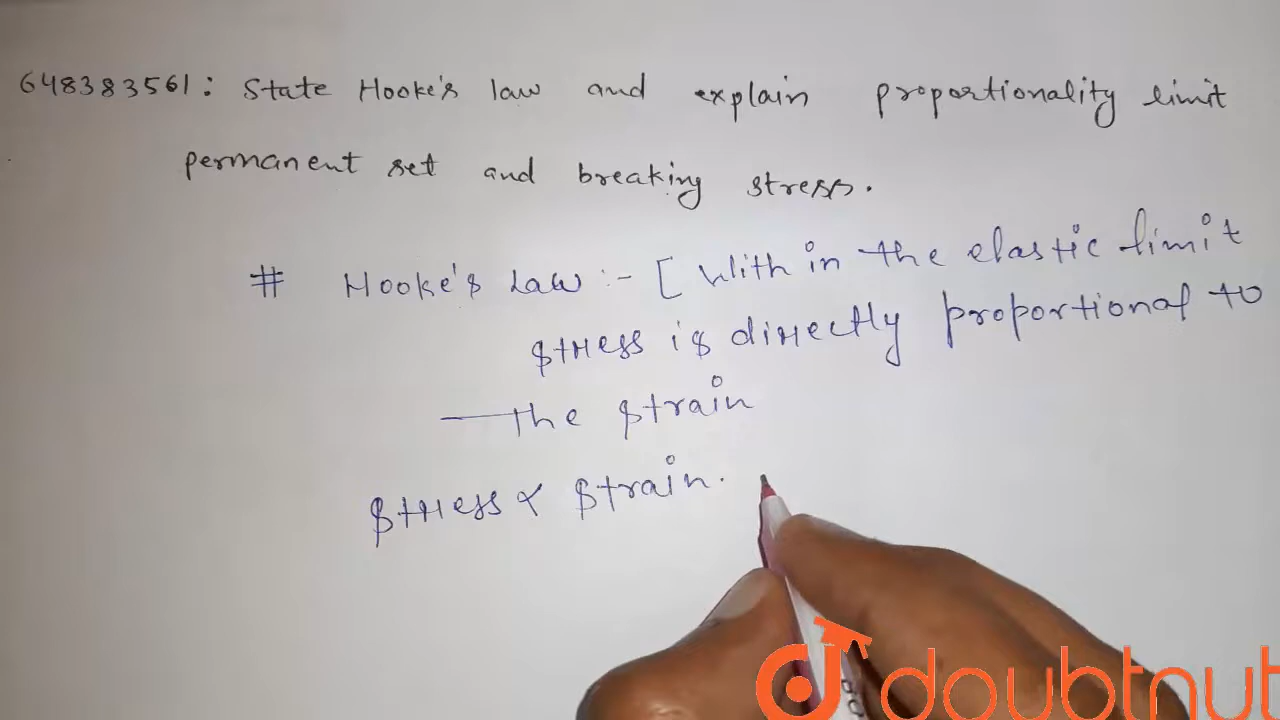 648383561: State Hooke's law and explain proportionality limit
permanent set and breaking stress.
# Hooke's Law :- [ With in the elastic limit
stress is directly proportional to
the strain
stress ∝ strain.
doubtnut